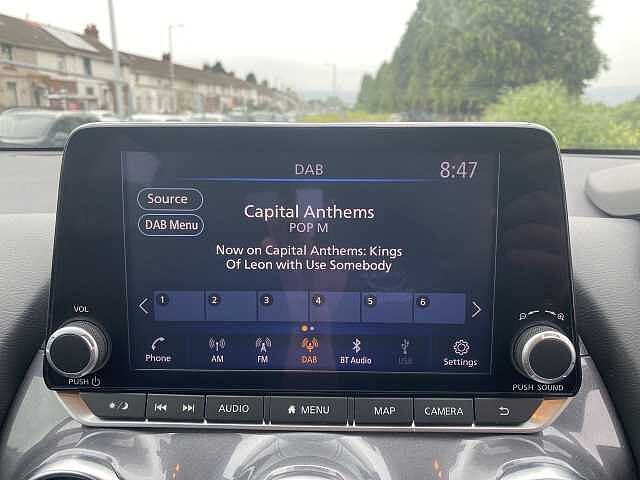 DAB
8:47
Source
DAB Menu
Capital Anthems
POP M
Now on Capital Anthems: Kings
Of Leon with Use Somebody
1 2 3 4 5 6
Phone AM FM DAB BT Audio USB Settings
VOL
PUSH
PUSH SOUND
AUDIO MENU MAP CAMERA